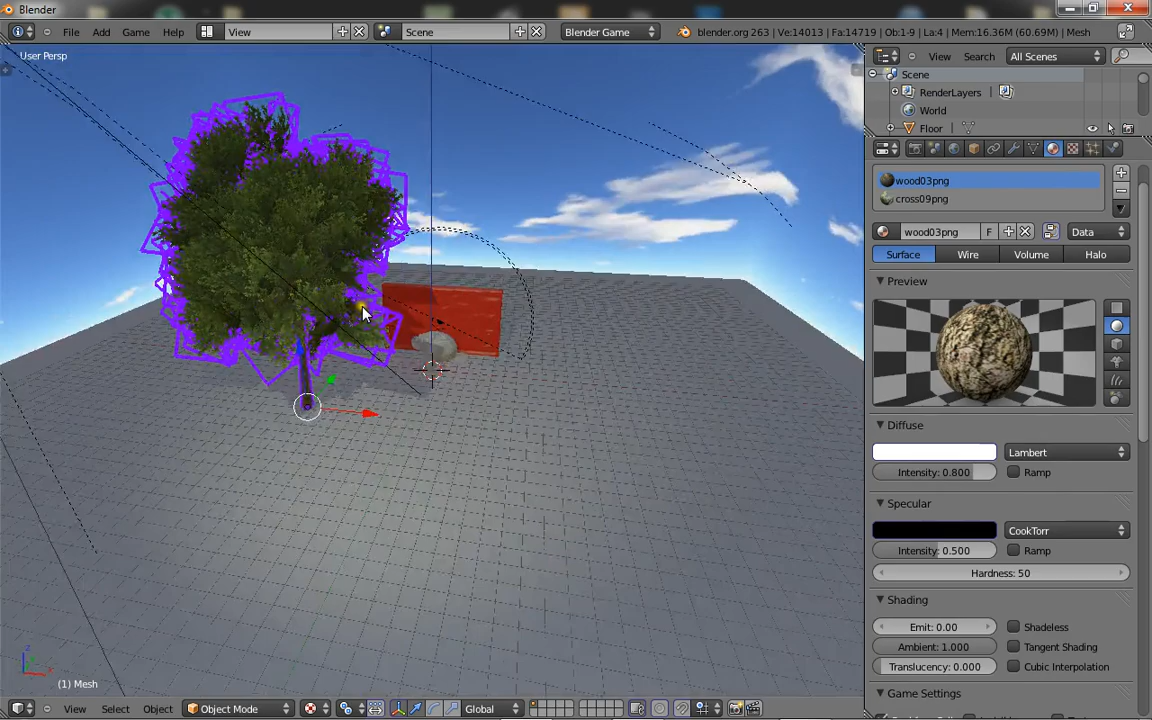 Blender
File Add Game Help View Scene Blender Game blender.org 263 | Ve:14013 | Fa:14719 | Ob:1-9 | La:4 | Mem:16.36M (60.69M) | Mesh
User Persp
View Search All Scenes
Scene
RenderLayers
World
Floor
wood03png
cross09png
wood03png F Data
Surface Wire Volume Halo
Preview
Diffuse
Lambert
Intensity: 0.800 Ramp
Specular
CookTorr
Intensity: 0.500 Ramp
Hardness: 50
Shading
Emit: 0.00 Shadeless
Ambient: 1.000 Tangent Shading
Translucency: 0.000 Cubic Interpolation
Game Settings
z
x
(1) Mesh
View Select Object Object Mode Global